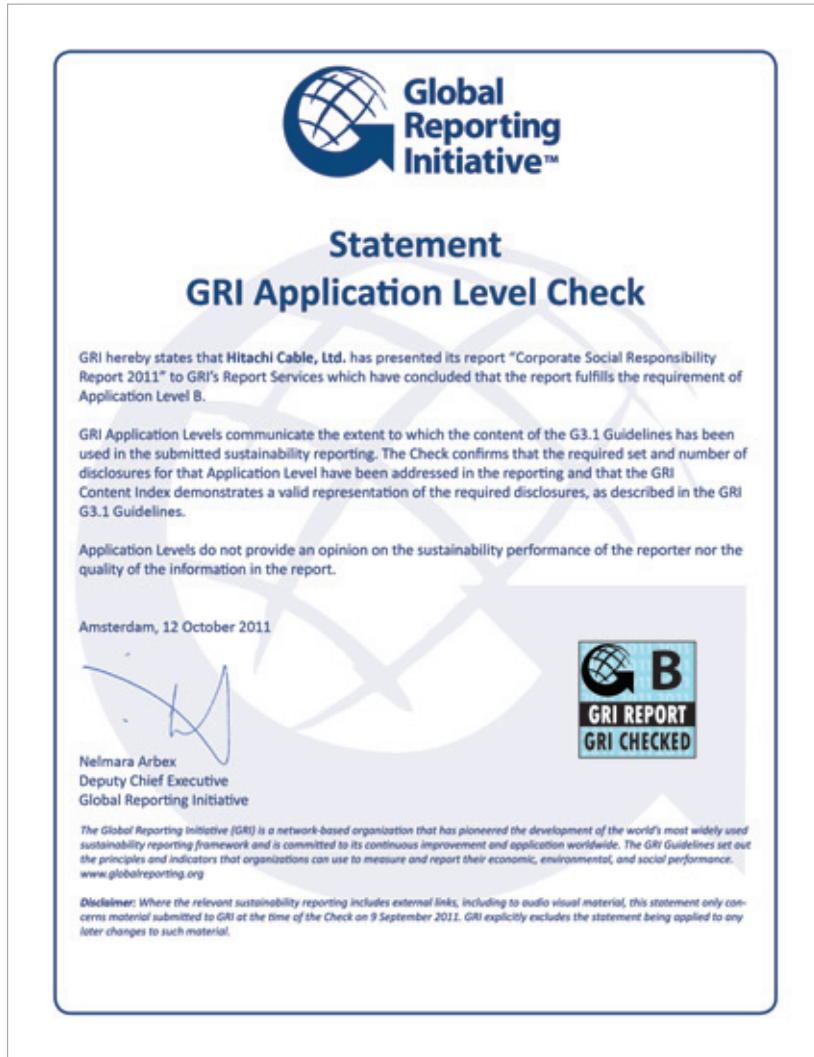 Global
Reporting
Initiative™
Statement
GRI Application Level Check
GRI hereby states that Hitachi Cable, Ltd. has presented its report “Corporate Social Responsibility
Report 2011” to GRI’s Report Services which have concluded that the report fulfills the requirement of
Application Level B.
GRI Application Levels communicate the extent to which the content of the G3.1 Guidelines has been
used in the submitted sustainability reporting. The Check confirms that the required set and number of
disclosures for that Application Level have been addressed in the reporting and that the GRI
Content Index demonstrates a valid representation of the required disclosures, as described in the GRI
G3.1 Guidelines.
Application Levels do not provide an opinion on the sustainability performance of the reporter nor the
quality of the information in the report.
Amsterdam, 12 October 2011
B
GRI REPORT
GRI CHECKED
Nelmara Arbex
Deputy Chief Executive
Global Reporting Initiative
The Global Reporting Initiative (GRI) is a network-based organization that has pioneered the development of the world’s most widely used
sustainability reporting framework and is committed to its continuous improvement and application worldwide. The GRI Guidelines set out
the principles and indicators that organizations can use to measure and report their economic, environmental, and social performance.
www.globalreporting.org
Disclaimer: Where the relevant sustainability reporting includes external links, including to audio visual material, this statement only con-
cerns material submitted to GRI at the time of the Check on 9 September 2011. GRI explicitly excludes the statement being applied to any
later changes to such material.